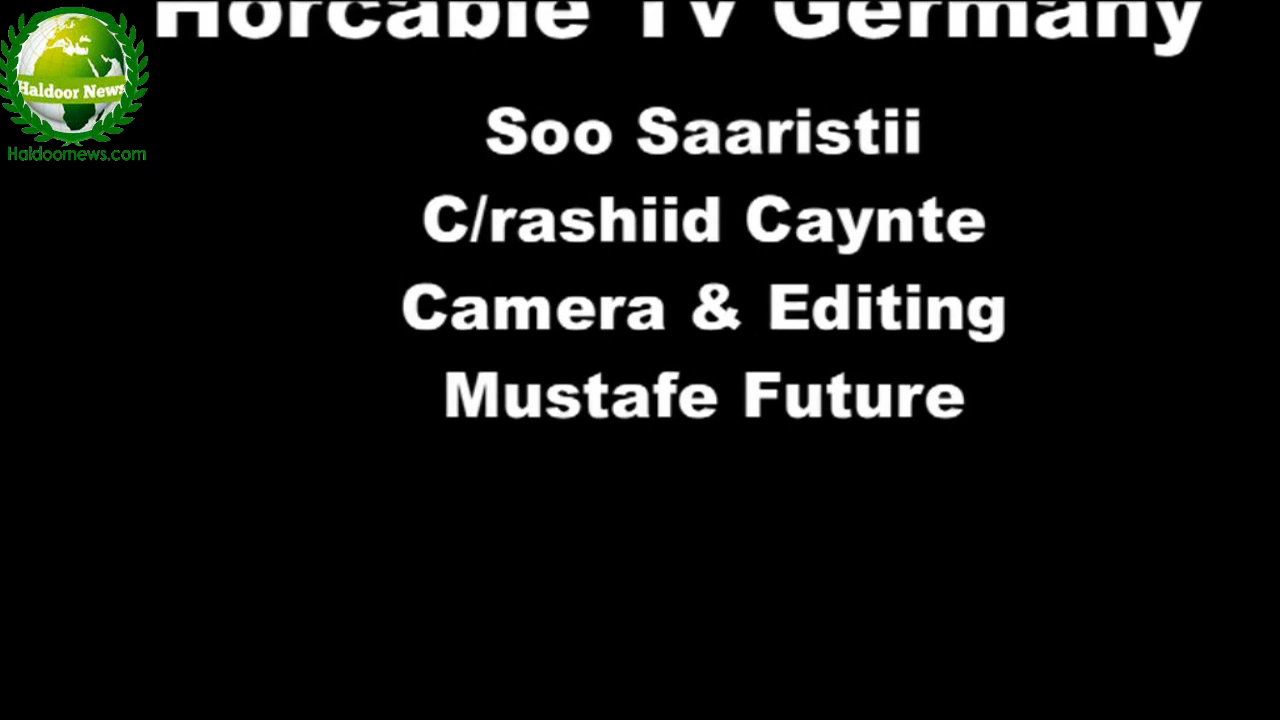 Horcable Tv Germany
Haldoor News
Haldoornews.com
Soo Saaristii
C/rashiid Caynte
Camera & Editing
Mustafe Future